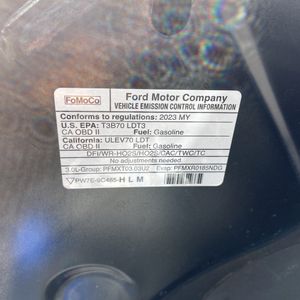 FoMoCo
Ford Motor Company
VEHICLE EMISSION CONTROL INFORMATION
Conforms to regulations: 2023 MY
U.S. EPA: T3B70 LDT3
CA OBD II Fuel: Gasoline
California: ULEV70 LDT
CA OBD II Fuel: Gasoline
DFI/WR-HO2S/HO2S/CAC/TWC/TC
No adjustments needed.
3.0L-Group: PFMXT03.03U2 Evap: PFMXR0185NDG
PW7E-9C485-HLM